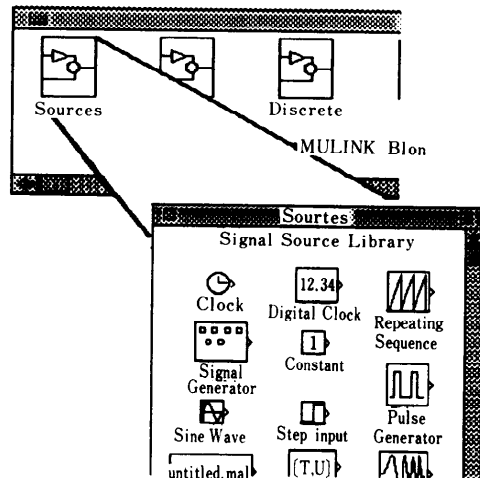 Sources
Discrete
MULINK Blon
Sourtes
Signal Source Library
12.34
Clock
Digital Clock
Repeating
Sequence
1
Signal
Generator
Constant
Sine Wave
Step input
Pulse
Generator
untitled.mal
[T,U]